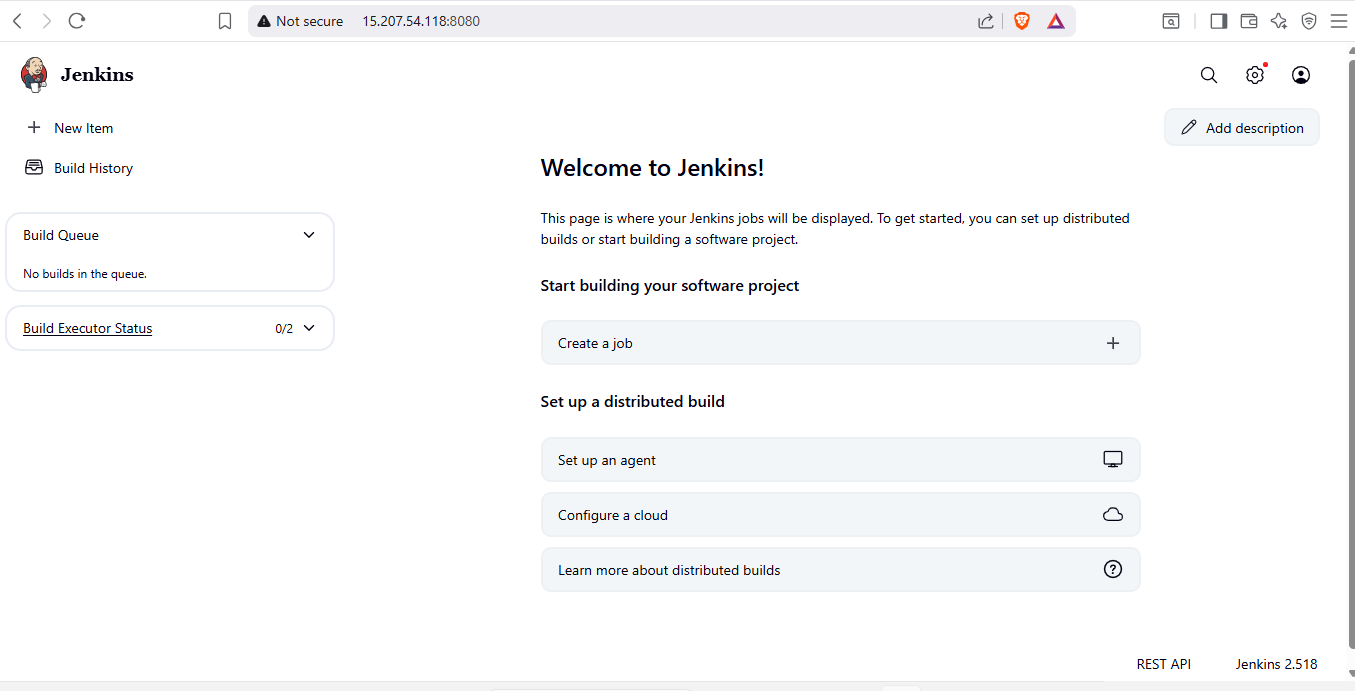 Not secure 15.207.54.118:8080
Jenkins
New Item
Add description
Build History
Welcome to Jenkins!
This page is where your Jenkins jobs will be displayed. To get started, you can set up distributed
builds or start building a software project.
Build Queue
No builds in the queue.
Start building your software project
Build Executor Status 0/2
Create a job
Set up a distributed build
Set up an agent
Configure a cloud
Learn more about distributed builds
REST API Jenkins 2.518